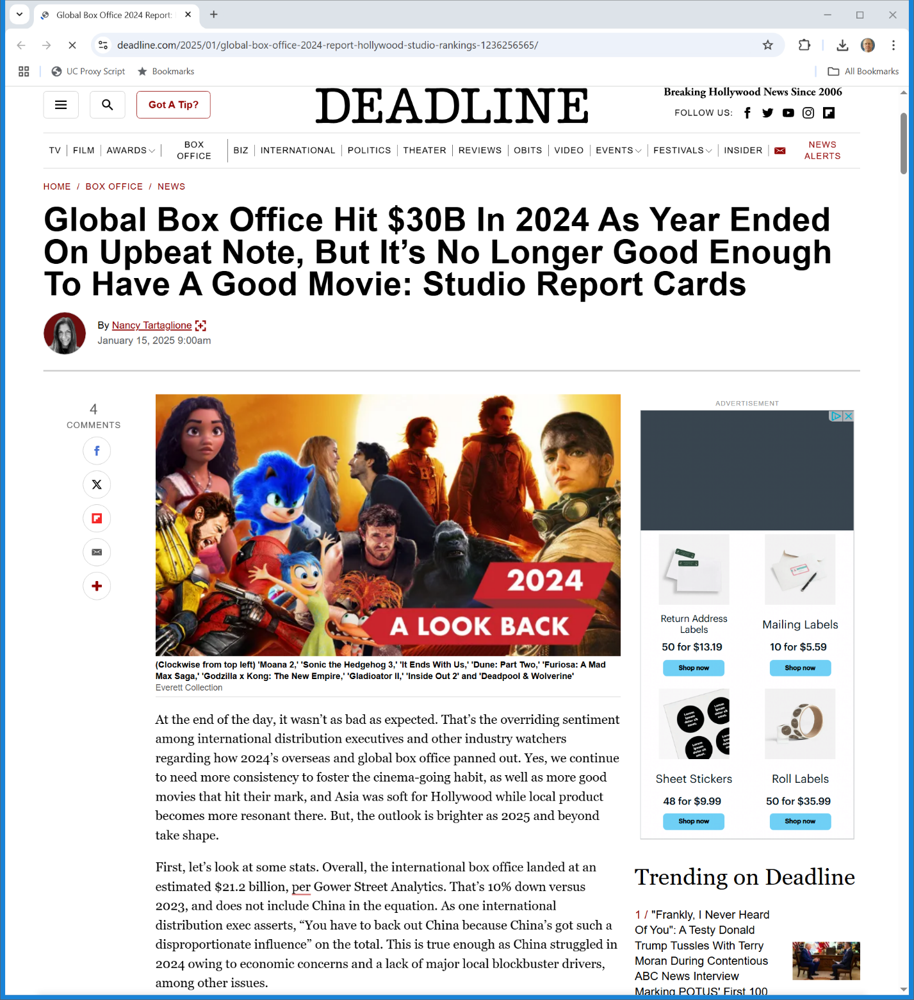 Global Box Office 2024 Report:
deadline.com/2025/01/global-box-office-2024-report-hollywood-studio-rankings-1236256565/
UC Proxy Script
Bookmarks
All Bookmarks
Got A Tip?
DEADLINE
Breaking Hollywood News Since 2006
FOLLOW US:
TV
FILM
AWARDS
BOX
OFFICE
BIZ
INTERNATIONAL
POLITICS
THEATER
REVIEWS
OBITS
VIDEO
EVENTS
FESTIVALS
INSIDER
NEWS
ALERTS
HOME / BOX OFFICE / NEWS
Global Box Office Hit $30B In 2024 As Year Ended
On Upbeat Note, But It’s No Longer Good Enough
To Have A Good Movie: Studio Report Cards
By Nancy Tartaglione
January 15, 2025 9:00am
4
COMMENTS
2024
A LOOK BACK
(Clockwise from top left) 'Moana 2,' 'Sonic the Hedgehog 3,' 'It Ends With Us,' 'Dune: Part Two,' 'Furiosa: A Mad
Max Saga,' 'Godzilla x Kong: The New Empire,' 'Gladioator II,' 'Inside Out 2' and 'Deadpool & Wolverine'
Everett Collection
At the end of the day, it wasn’t as bad as expected. That’s the overriding sentiment
among international distribution executives and other industry watchers
regarding how 2024’s overseas and global box office panned out. Yes, we continue
to need more consistency to foster the cinema-going habit, as well as more good
movies that hit their mark, and Asia was soft for Hollywood while local product
becomes more resonant there. But, the outlook is brighter as 2025 and beyond
take shape.
First, let’s look at some stats. Overall, the international box office landed at an
estimated $21.2 billion, per Gower Street Analytics. That’s 10% down versus
2023, and does not include China in the equation. As one international
distribution exec asserts, “You have to back out China because China’s got such a
disproportionate influence” on the total. This is true enough as China struggled in
2024 owing to economic concerns and a lack of major local blockbuster drivers,
among other issues.
ADVERTISEMENT
Return Address
Labels
50 for $13.19
Shop now
Mailing Labels
10 for $5.59
Shop now
Lorem
ipsum
dolor sit
amet.
Sheet Stickers
48 for $9.99
Shop now
Roll Labels
50 for $35.99
Shop now
Trending on Deadline
1 / "Frankly, I Never Heard
Of You": A Testy Donald
Trump Tussles With Terry
Moran During Contentious
ABC News Interview
Marking POTUS' First 100